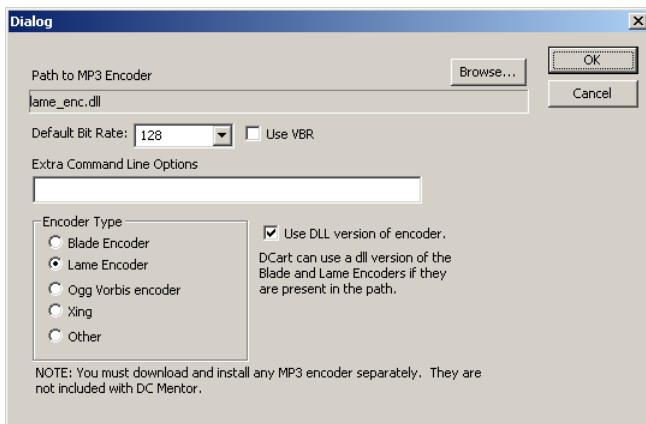 Dialog
OK
Path to MP3 Encoder
Browse...
lame_enc.dll
Cancel
Default Bit Rate: 128 Use VBR
Extra Command Line Options
Encoder Type
Blade Encoder
Lame Encoder
Ogg Vorbis encoder
Xing
Other
Use DLL version of encoder.
DCart can use a dll version of the
Blade and Lame Encoders if they
are present in the path.
NOTE: You must download and install any MP3 encoder separately. They are
not included with DC Mentor.